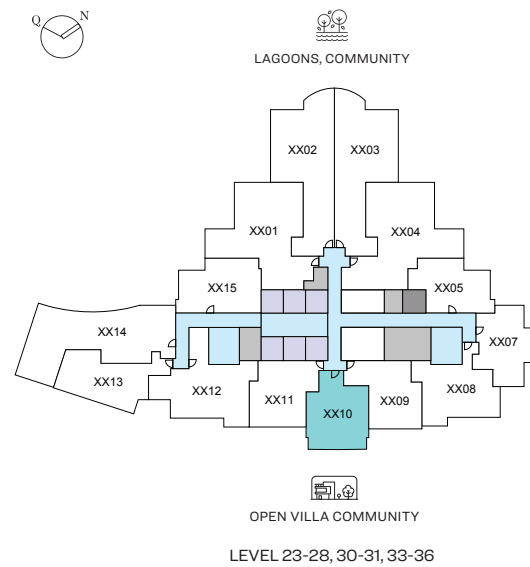 Q N
LAGOONS, COMMUNITY
XX02 XX03
XX01 XX04
XX15 XX05
XX14 XX07
XX13 XX12 XX11 XX10 XX09 XX08
OPEN VILLA COMMUNITY
LEVEL 23-28, 30-31, 33-36